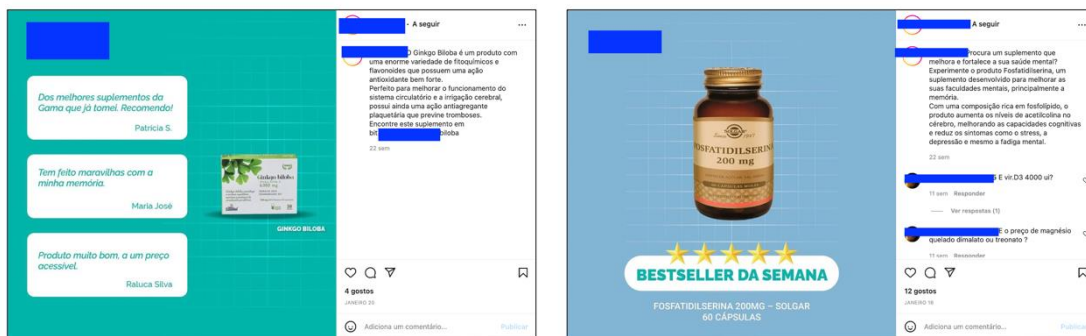 Dos melhores suplementos da
Gama que já tomei. Recomendo!
Patrícia S.
Tem feito maravilhas com a
minha memória.
Maria José
Produto muito bom, a um preço
acessível.
Raluca Silva
Ginkgo biloba
GINKGO BILOBA
• A seguir
O Ginkgo Biloba é um produto com
uma enorme variedade de fitoquímicos e
flavonoides que possuem uma ação
antioxidante bem forte.
Perfeito para melhorar o funcionamento do
sistema circulatório e a irrigação cerebral,
possui ainda uma ação antiagregante
plaquetária que previne tromboses.
Encontre este suplemento em
bit. biloba
22 sem
4 gostos
JANEIRO 20
Adiciona um comentário...
Publicar
SOLGAR
FOSFATIDILSERINA
200 mg
BESTSELLER DA SEMANA
FOSFATIDILSERINA 200MG – SOLGAR
60 CÁPSULAS
A seguir
Procura um suplemento que
melhora e fortalece a sua saúde mental?
Experimente o produto Fosfatidilserina, um
suplemento desenvolvido para melhorar as
suas faculdades mentais, principalmente a
memória.
Com uma composição rica em fosfolípido, o
produto aumenta os níveis de acetilcolina no
cérebro, melhorando as capacidades cognitivas
e reduz os sintomas como o stress, a
depressão e mesmo a fadiga mental.
22 sem
E vir.D3 4000 ui?
11 sem Responder
Ver respostas (1)
E o preço de magnésio
quelado dimalato ou treonato ?
11 sem Responder
12 gostos
JANEIRO 16
Adiciona um comentário...
Publicar